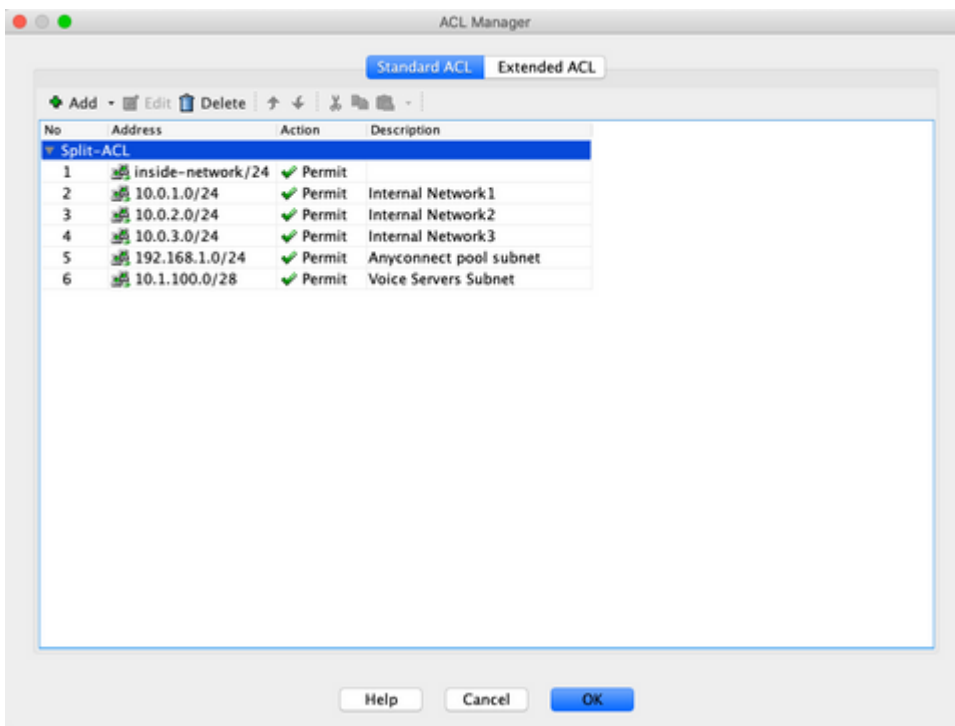 ACL Manager
Standard ACL Extended ACL
Add Edit Delete
No Address Action Description
Split-ACL
1 inside-network/24 Permit
2 10.0.1.0/24 Permit Internal Network1
3 10.0.2.0/24 Permit Internal Network2
4 10.0.3.0/24 Permit Internal Network3
5 192.168.1.0/24 Permit Anyconnect pool subnet
6 10.1.100.0/28 Permit Voice Servers Subnet
Help Cancel OK